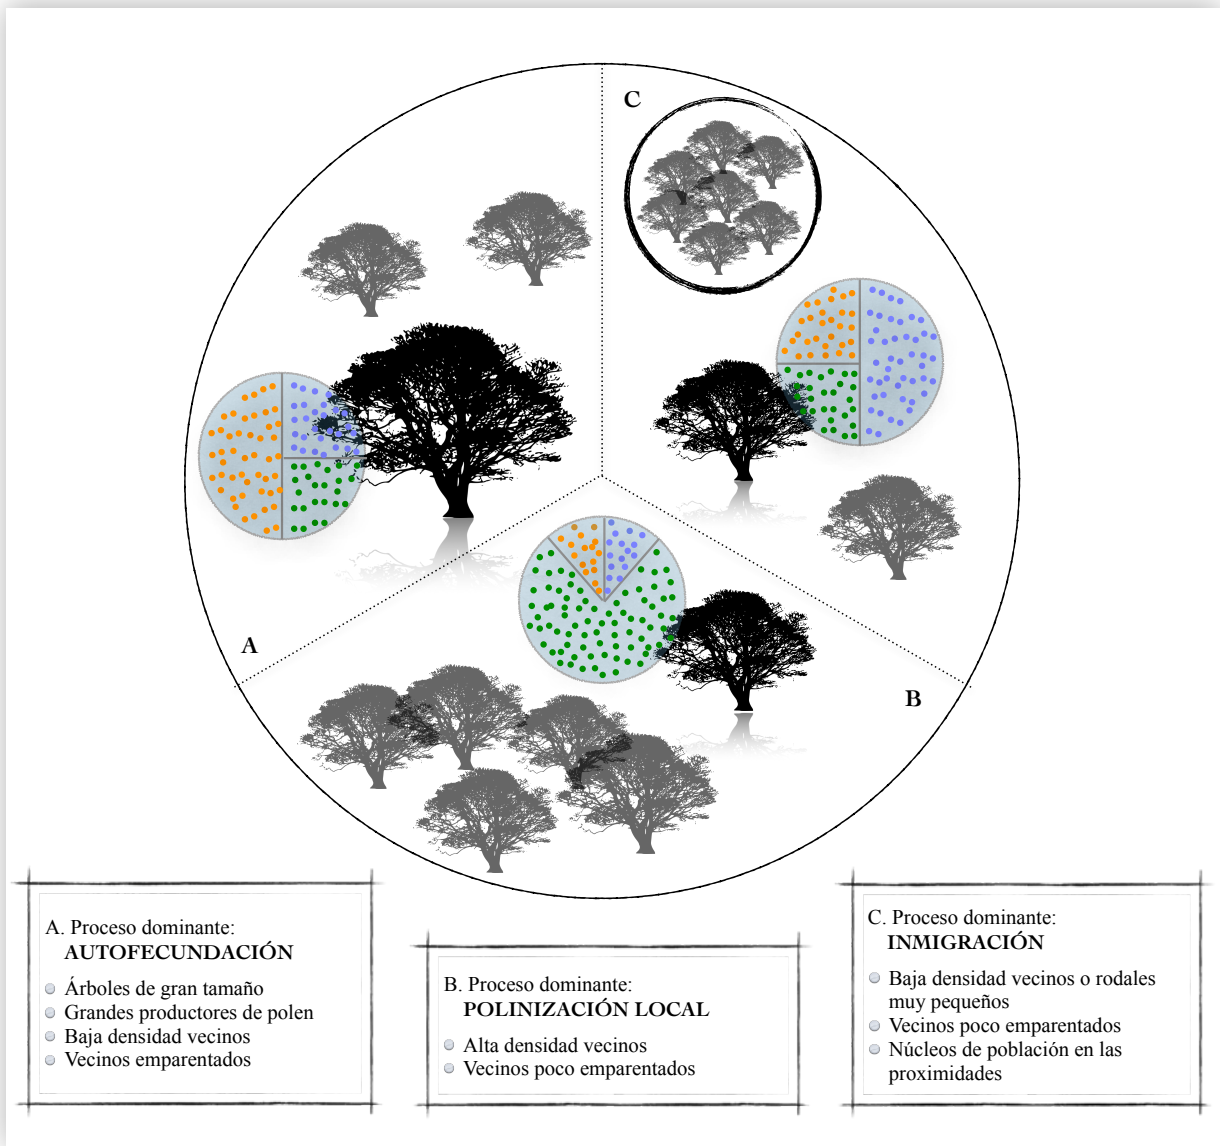 C
A
B
A. Proceso dominante:
AUTOFECUNDACIÓN
Árboles de gran tamaño
Grandes productores de polen
Baja densidad vecinos
Vecinos emparentados
B. Proceso dominante:
POLINIZACIÓN LOCAL
Alta densidad vecinos
Vecinos poco emparentados
C. Proceso dominante:
INMIGRACIÓN
Baja densidad vecinos o rodales
muy pequeños
Vecinos poco emparentados
Núcleos de población en las
proximidades